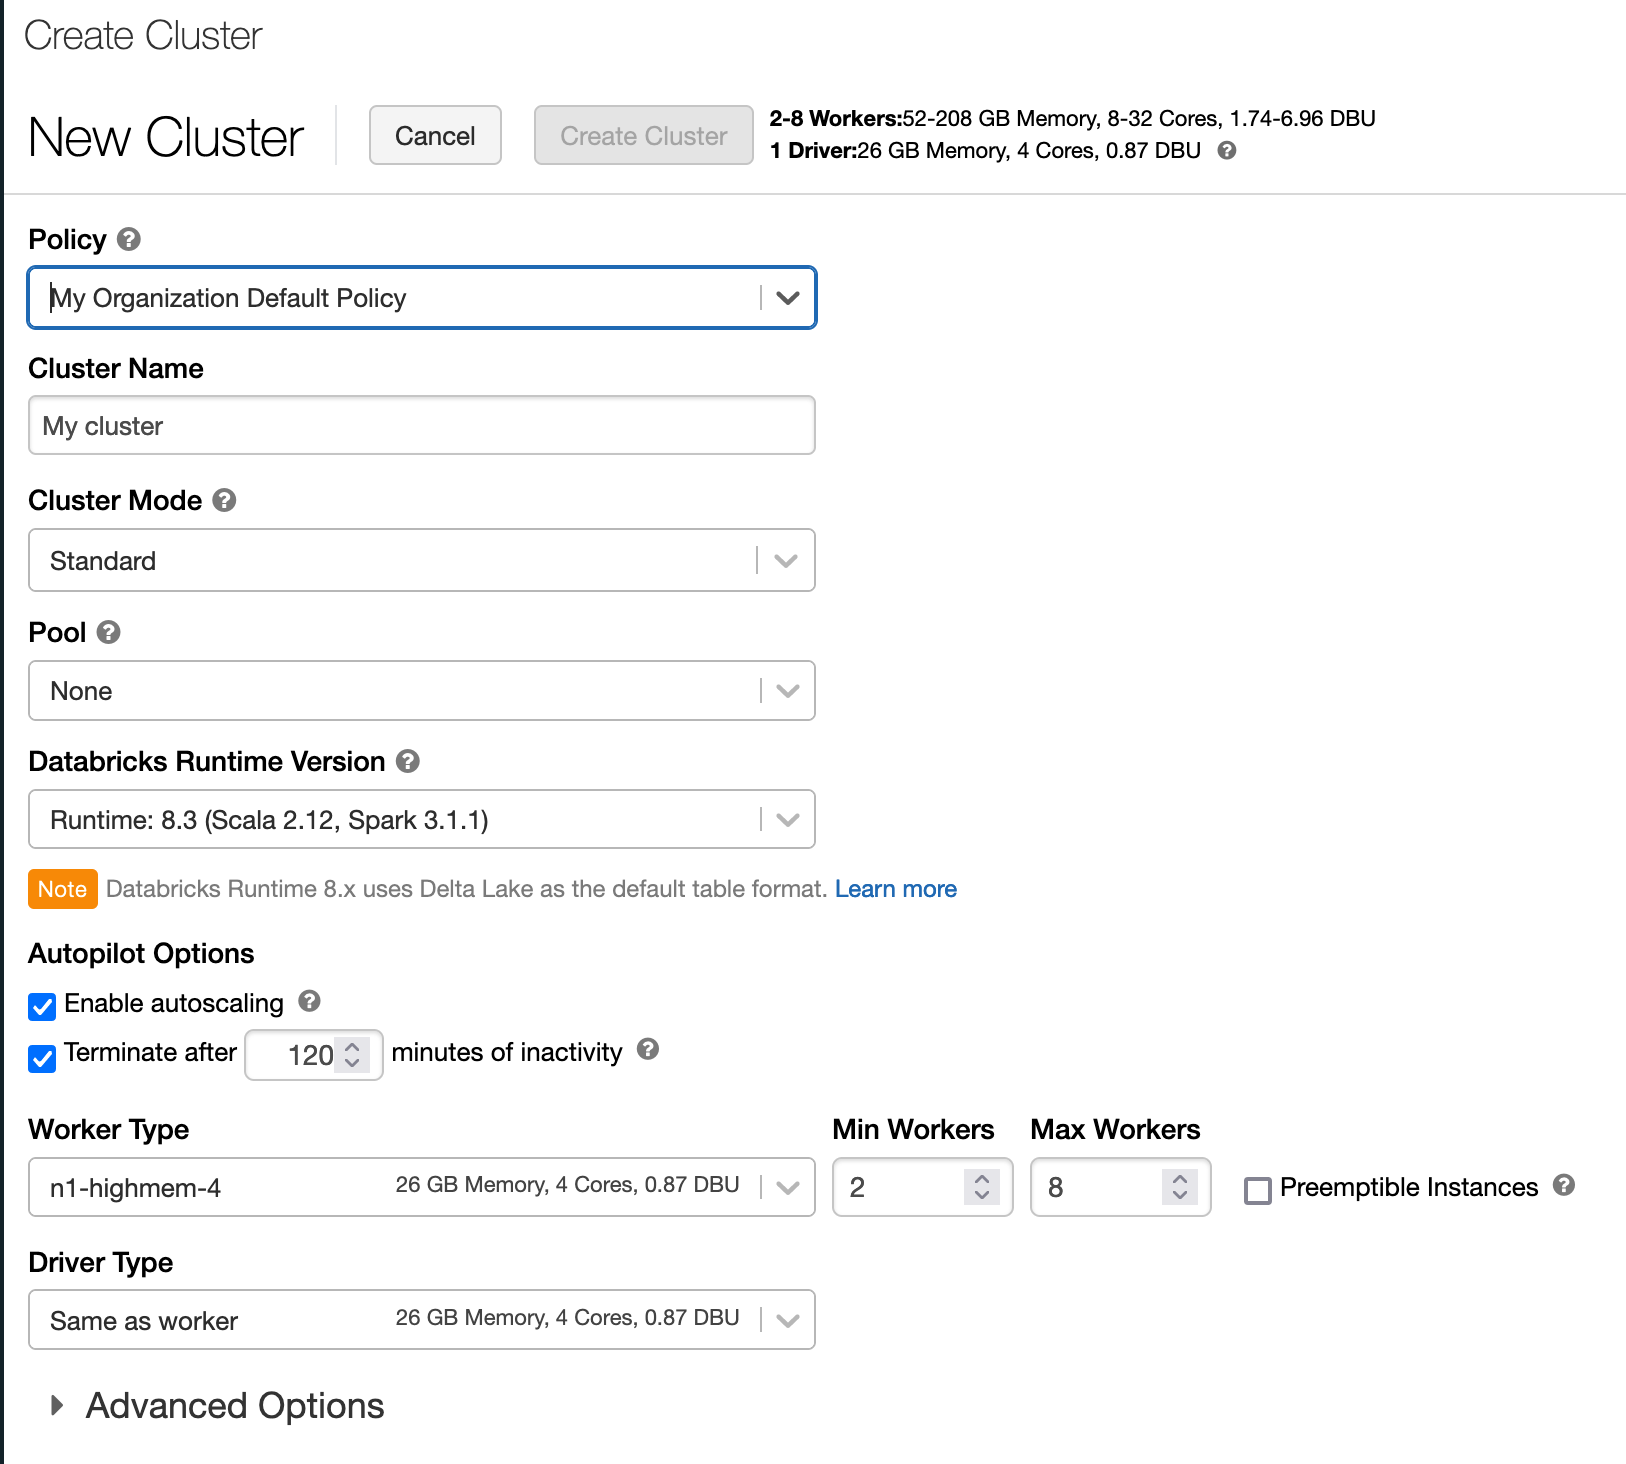 Create Cluster
New Cluster Cancel Create Cluster 2-8 Workers:52-208 GB Memory, 8-32 Cores, 1.74-6.96 DBU
1 Driver:26 GB Memory, 4 Cores, 0.87 DBU ?
Policy ?
My Organization Default Policy
Cluster Name
My cluster
Cluster Mode ?
Standard
Pool ?
None
Databricks Runtime Version ?
Runtime: 8.3 (Scala 2.12, Spark 3.1.1)
Note Databricks Runtime 8.x uses Delta Lake as the default table format. Learn more
Autopilot Options
Enable autoscaling ?
Terminate after 120 minutes of inactivity ?
Worker Type Min Workers Max Workers
n1-highmem-4 26 GB Memory, 4 Cores, 0.87 DBU 2 8 Preemptible Instances ?
Driver Type
Same as worker 26 GB Memory, 4 Cores, 0.87 DBU
Advanced Options